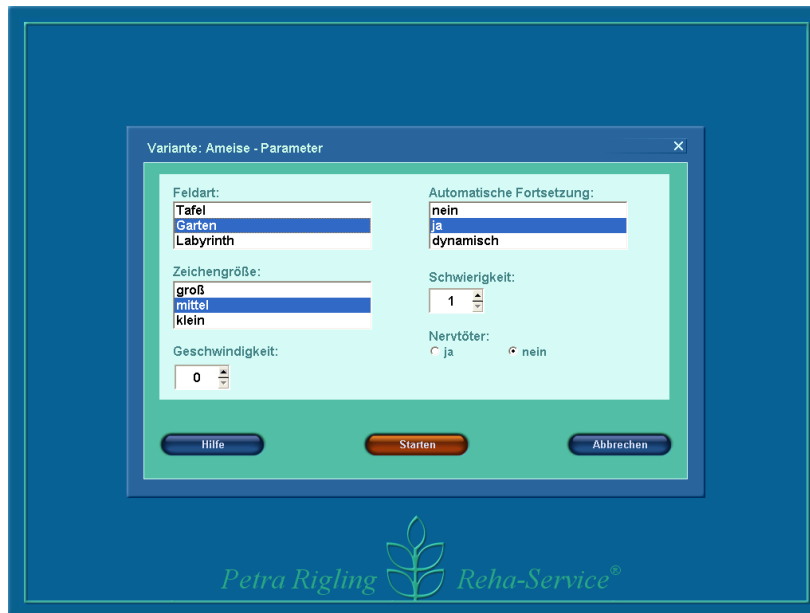 Variante: Ameise - Parameter
Feldart:
Tafel
Garten
Labyrinth
Zeichengröße:
groß
mittel
klein
Geschwindigkeit:
0
Automatische Fortsetzung:
nein
ja
dynamisch
Schwierigkeit:
1
Nervtöter:
ja nein
Hilfe Starten Abbrechen
Petra Rigling Reha-Service®